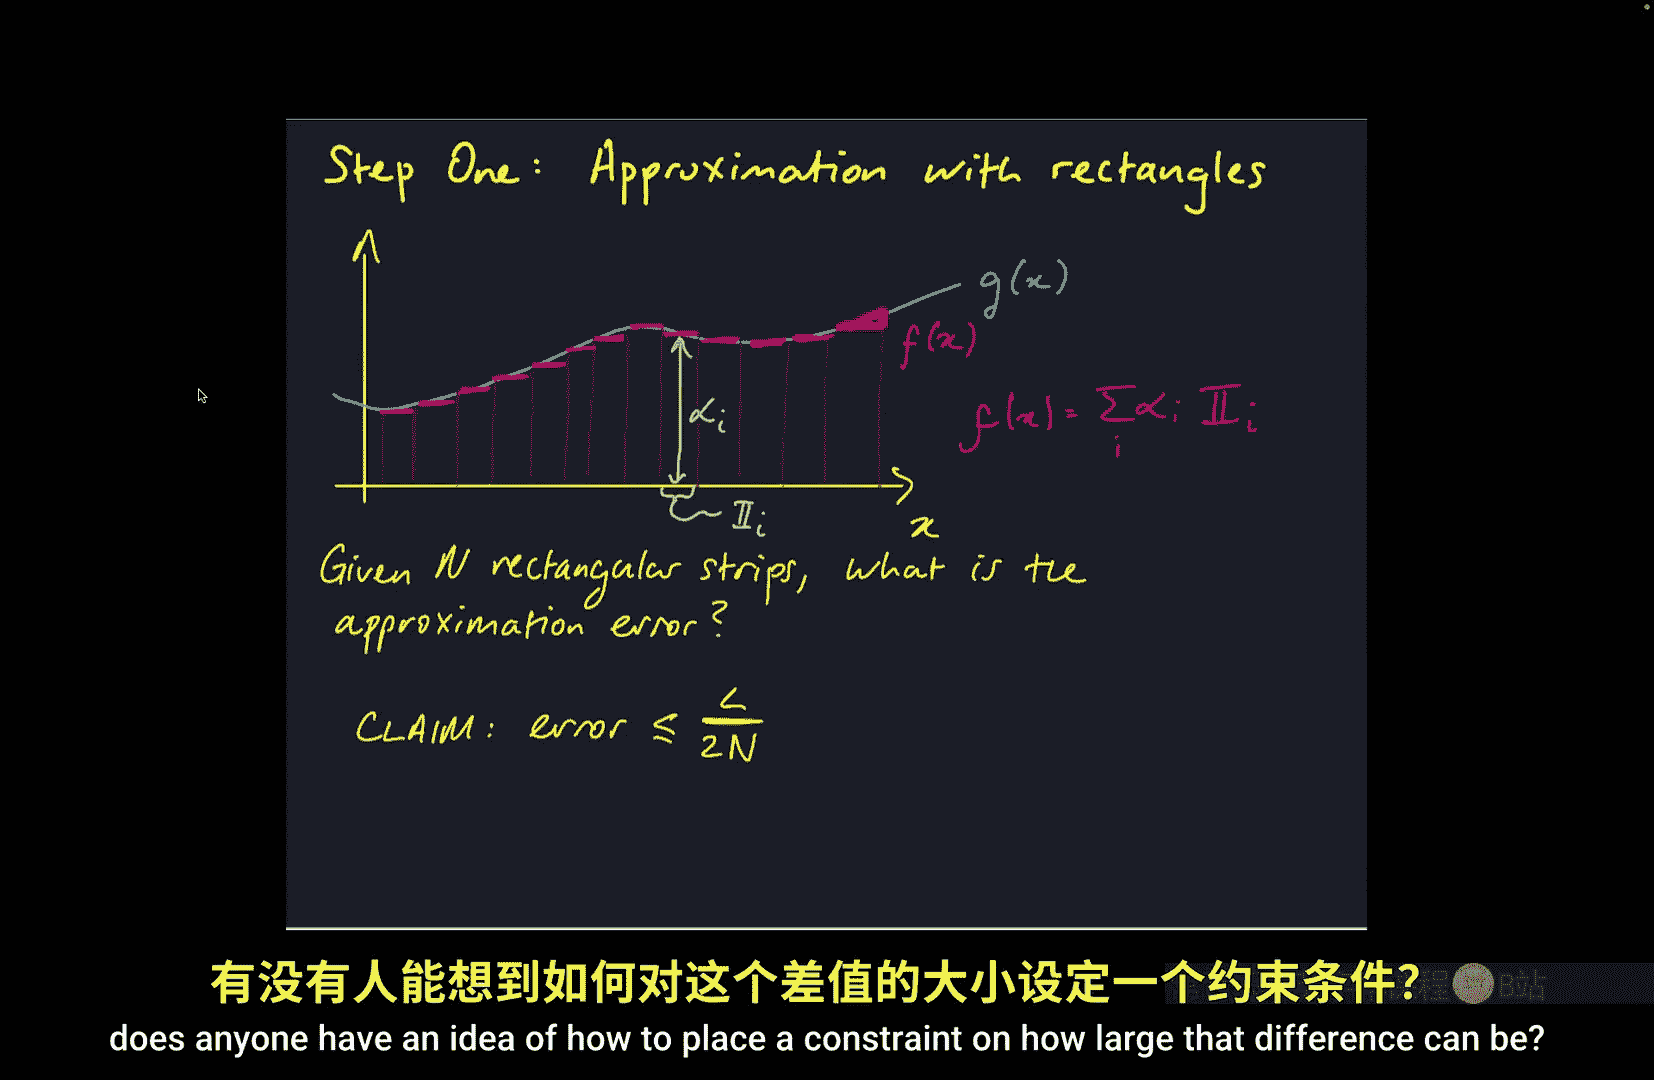 Step One: Approximation with rectangles
g(x)
f(x)
αi
f(x) = ∑i αi 𝕀i
𝕀i
x
Given N rectangular strips, what is the
approximation error?
CLAIM: error ≤ L/2N
有没有人能想到如何对这个差值的大小设定一个约束条件?
B站
does anyone have an idea of how to place a constraint on how large that difference can be?